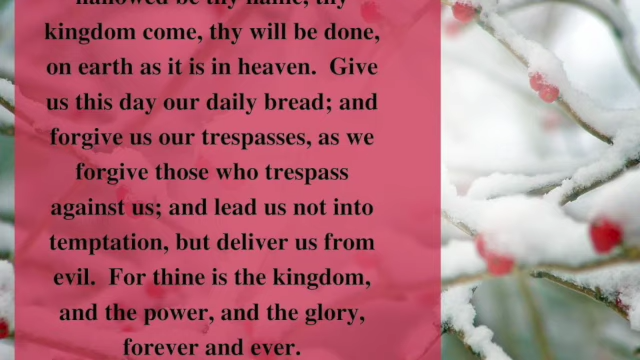 hallowed be thy name, thy
kingdom come, thy will be done,
on earth as it is in heaven.  Give
us this day our daily bread; and
forgive us our trespasses, as we
forgive those who trespass
against us; and lead us not into
temptation, but deliver us from
evil.  For thine is the kingdom,
and the power, and the glory,
forever and ever.